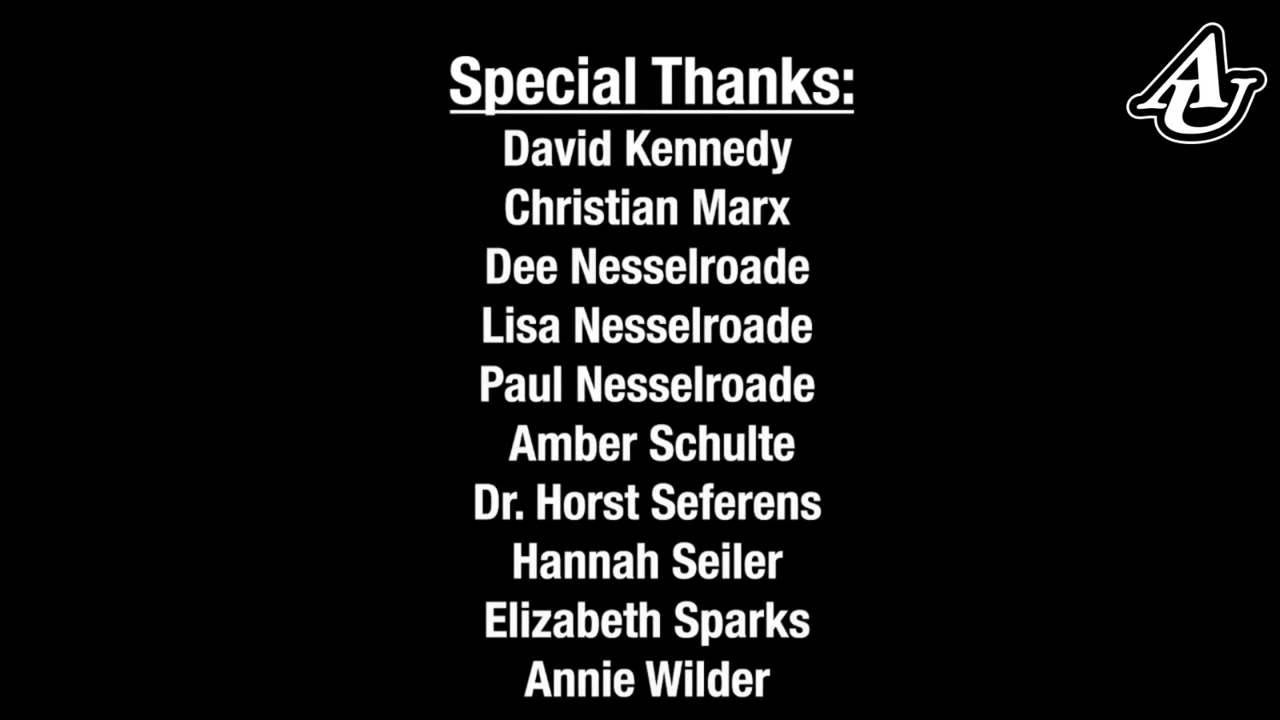 Special Thanks:
David Kennedy
Christian Marx
Dee Nesselroade
Lisa Nesselroade
Paul Nesselroade
Amber Schulte
Dr. Horst Seferens
Hannah Seiler
Elizabeth Sparks
Annie Wilder
AU